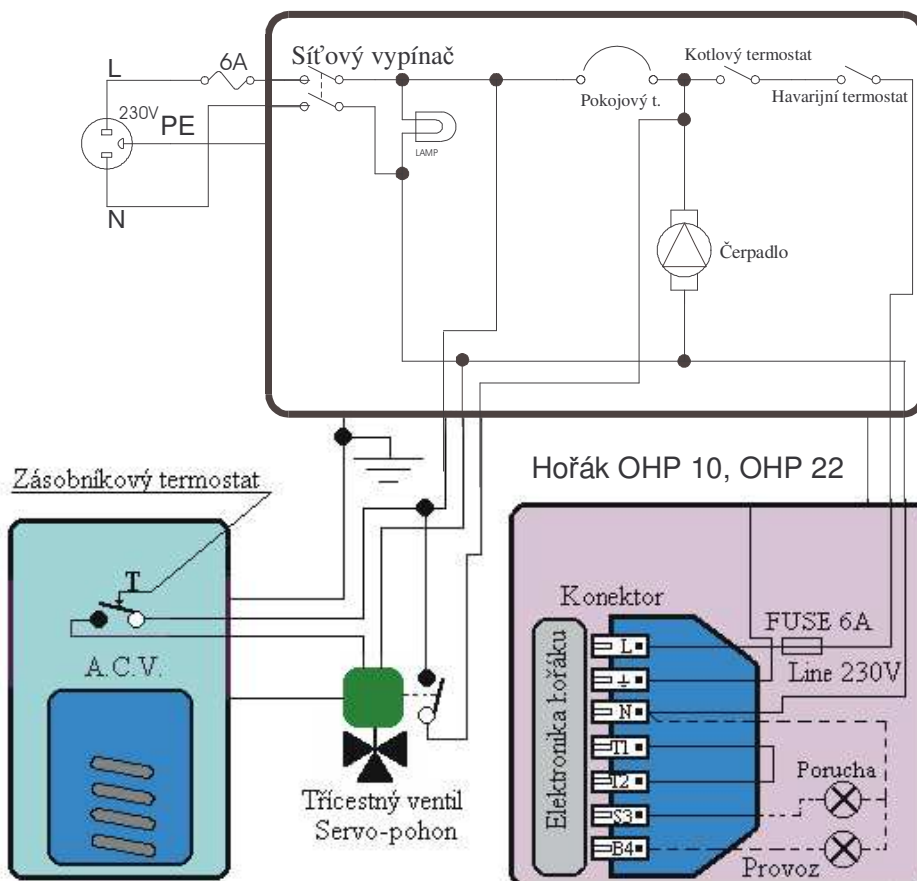 L
6A
Síťový vypínač
Kotlový termostat
230V
PE
Pokojový t.
Havarijní termostat
LAMP
N
Čerpadlo
Hořák OHP 10, OHP 22
Zásobníkový termostat
T
A.C.V.
Třícestný ventil
Servo-pohon
Konektor
FUSE 6A
Line 230V
Elektronika hořáku
L
N
T1
T2
S3
B4
Porucha
Provoz